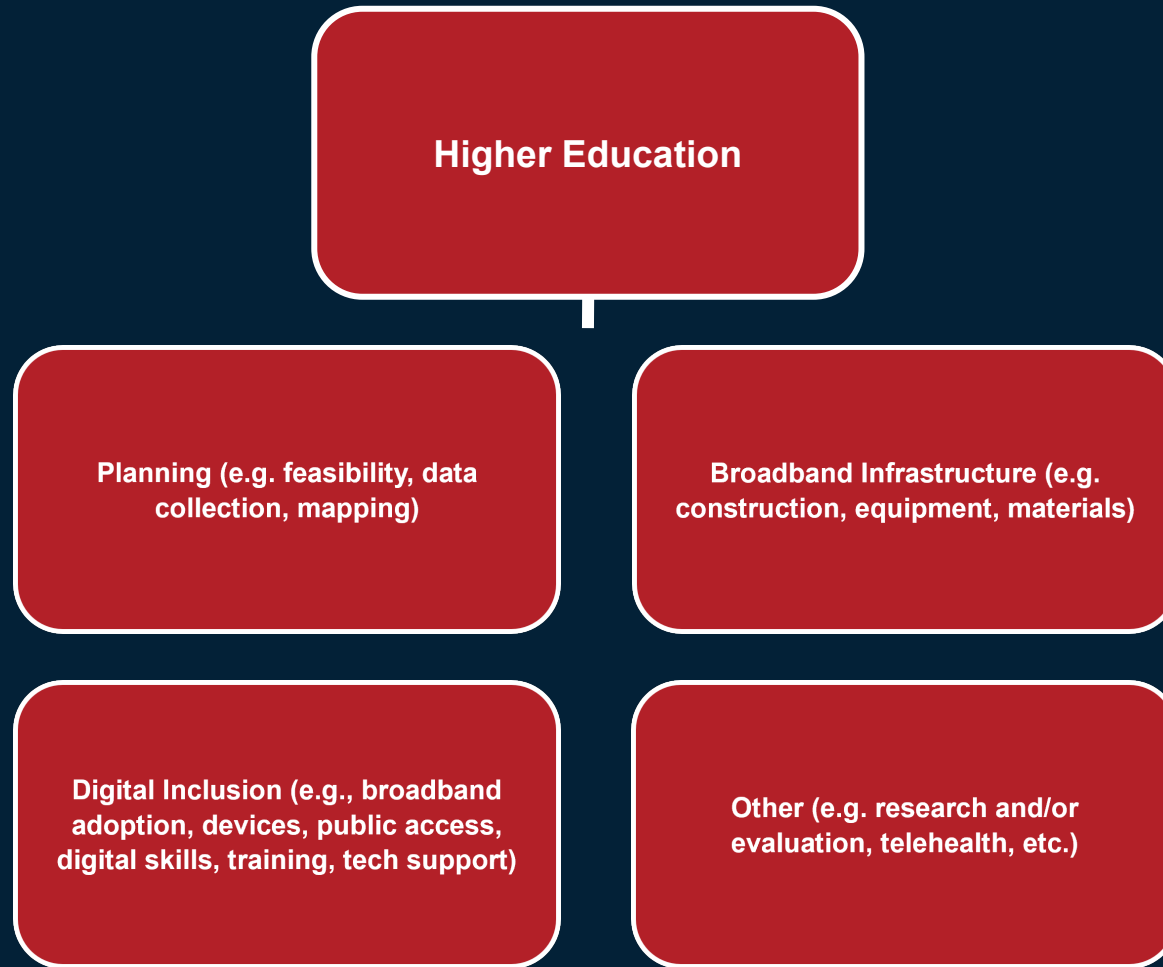 Higher Education
Planning (e.g. feasibility, data
collection, mapping)
Broadband Infrastructure (e.g.
construction, equipment, materials)
Digital Inclusion (e.g., broadband
adoption, devices, public access,
digital skills, training, tech support)
Other (e.g. research and/or
evaluation, telehealth, etc.)